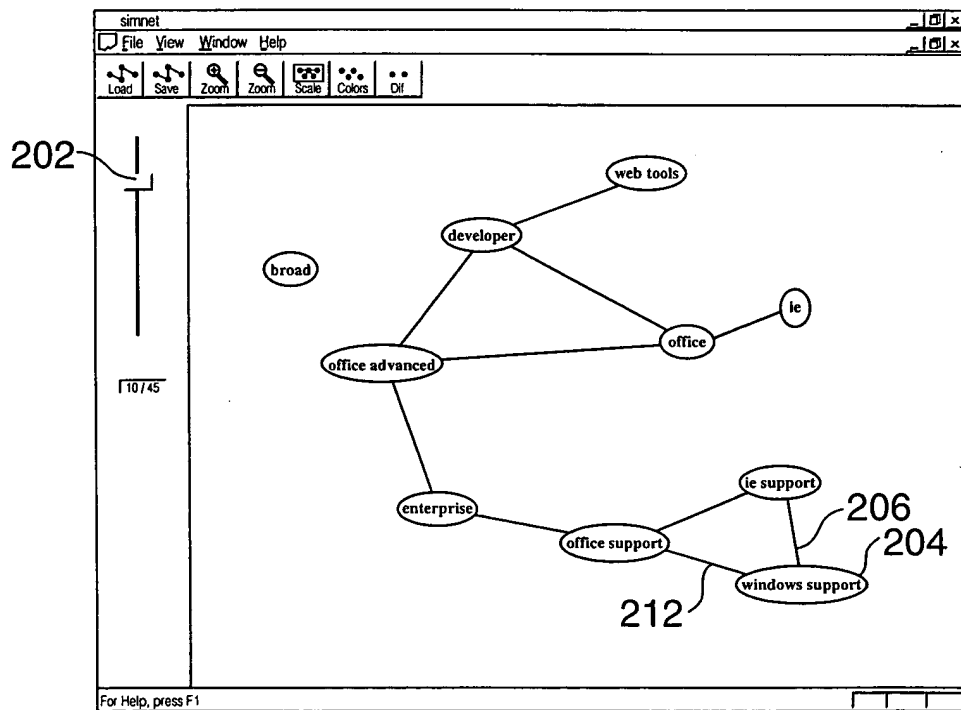 simnet
File View Window Help
Load Save Zoom Zoom Scale Colors Dif
202
web tools
developer
broad
ie
office
office advanced
10 / 45
ie support
enterprise
206
office support
204
windows support
212
For Help, press F1